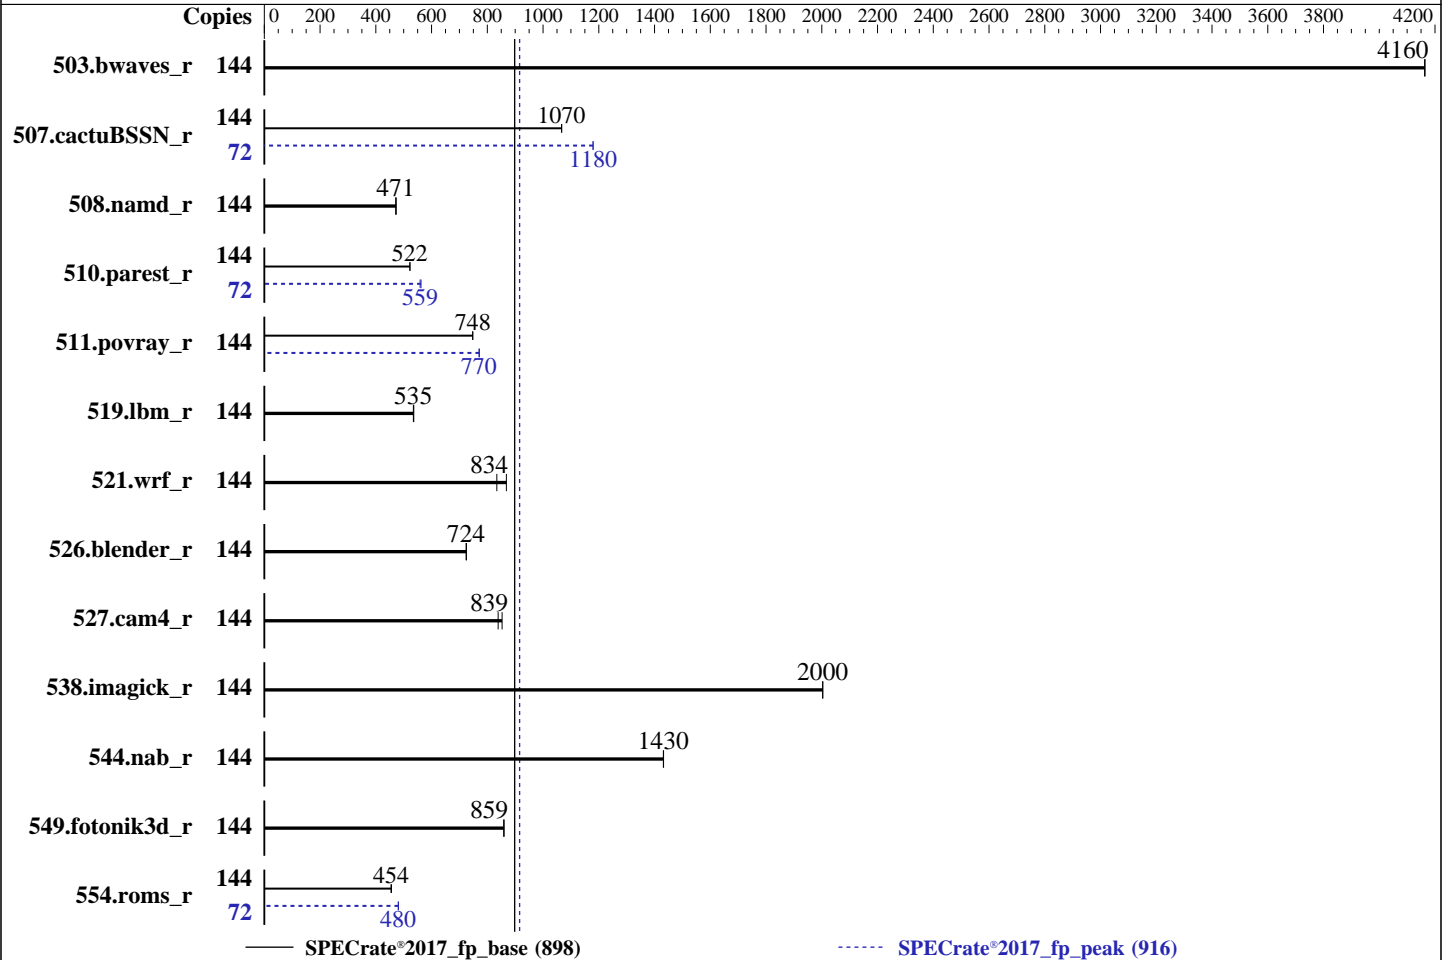 Copies 0 200 400 600 800 1000 1200 1400 1600 1800 2000 2200 2400 2600 2800 3000 3200 3400 3600 3800 4200
4160
503.bwaves_r 144
144 1070
507.cactuBSSN_r
72 1180
471
508.namd_r 144
144 522
510.parest_r
72 559
748
511.povray_r 144
770
535
519.lbm_r 144
834
521.wrf_r 144
724
526.blender_r 144
839
527.cam4_r 144
2000
538.imagick_r 144
1430
544.nab_r 144
859
549.fotonik3d_r 144
144 454
554.roms_r
72 480
SPECrate®2017_fp_base (898) SPECrate®2017_fp_peak (916)